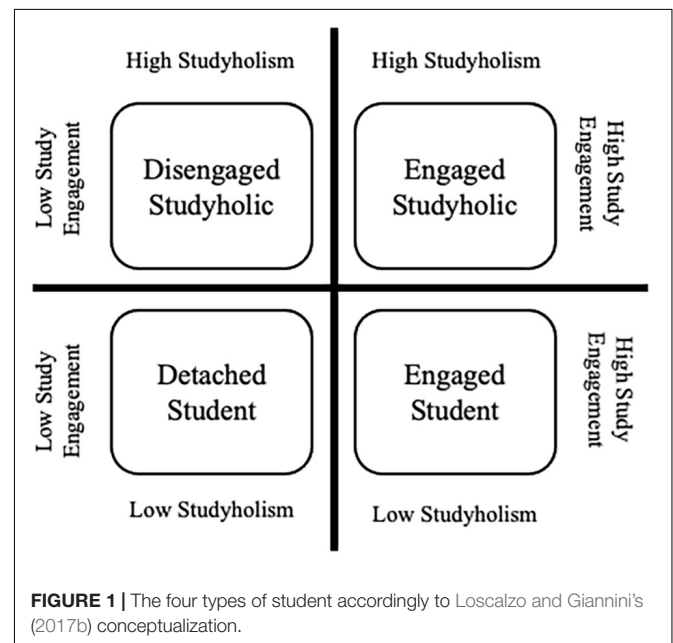 High Studyholism
High Studyholism
Low Study
Engagement
Disengaged
Studyholic
Engaged
Studyholic
High Study
Engagement
Low Study
Engagement
Detached
Student
Engaged
Student
High Study
Engagement
Low Studyholism
Low Studyholism
FIGURE 1 | The four types of student accordingly to Loscalzo and Giannini's
(2017b) conceptualization.